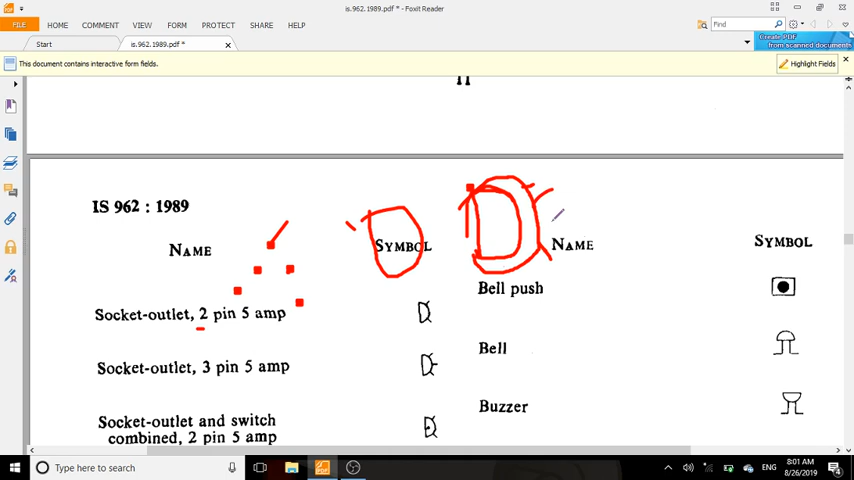 is.962.1989.pdf * - Foxit Reader
FILE
HOME
COMMENT
VIEW
FORM
PROTECT
SHARE
HELP
Find
Start
is.962.1989.pdf *
Create PDF
from scanned documents
This document contains interactive form fields.
Highlight Fields
11
IS 962 : 1989
NAME
SYMBOL
NAME
SYMBOL
Socket-outlet, 2 pin 5 amp
Socket-outlet, 3 pin 5 amp
Socket-outlet and switch
combined, 2 pin 5 amp
Bell push
Bell
Buzzer
Type here to search
ENG
8:01 AM
8/26/2019
4